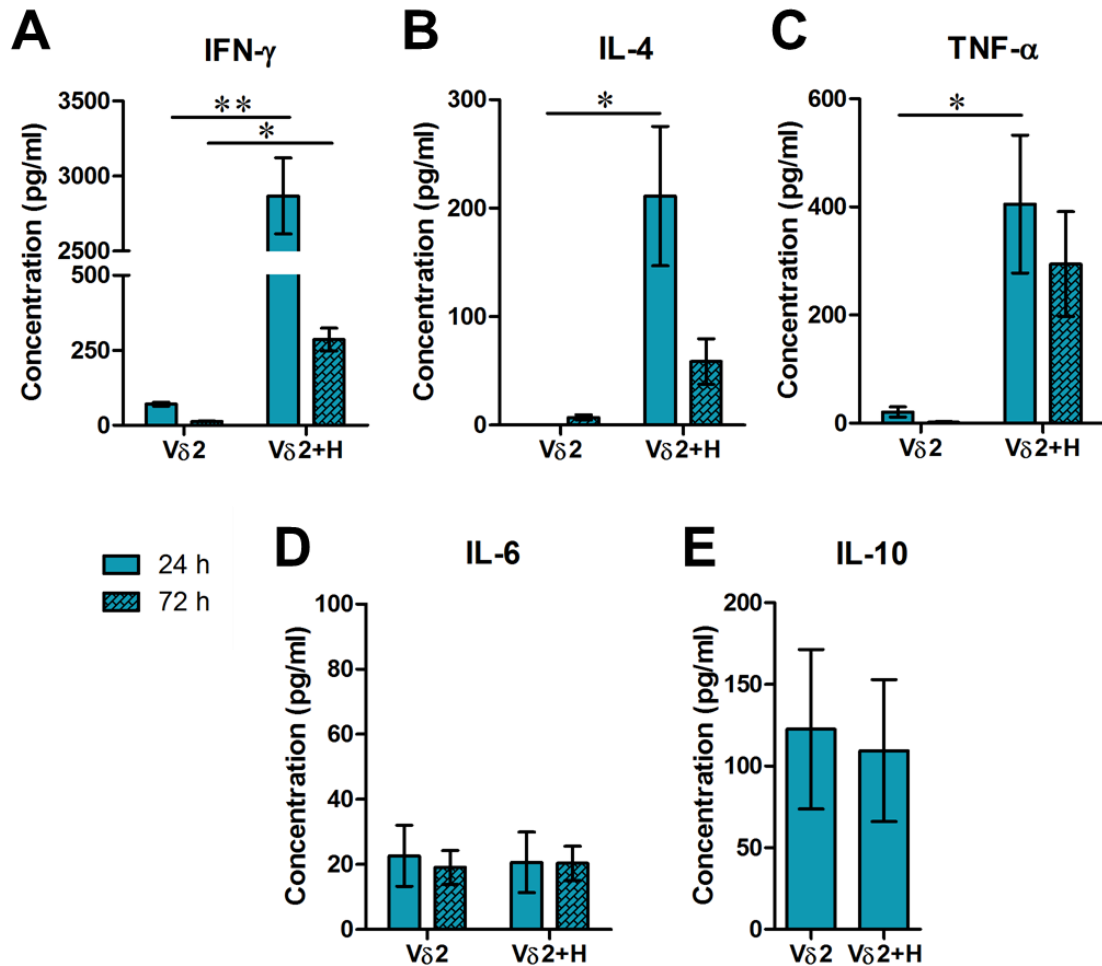 A
IFN-γ
Concentration (pg/ml)
3500
3000
2500
500
250
0
**
*
Vδ2
Vδ2+H
B
IL-4
Concentration (pg/ml)
300
200
100
0
*
Vδ2
Vδ2+H
C
TNF-α
Concentration (pg/ml)
600
400
200
0
*
Vδ2
Vδ2+H
24 h
72 h
D
IL-6
Concentration (pg/ml)
100
80
60
40
20
0
Vδ2
Vδ2+H
E
IL-10
Concentration (pg/ml)
200
150
100
50
0
Vδ2
Vδ2+H